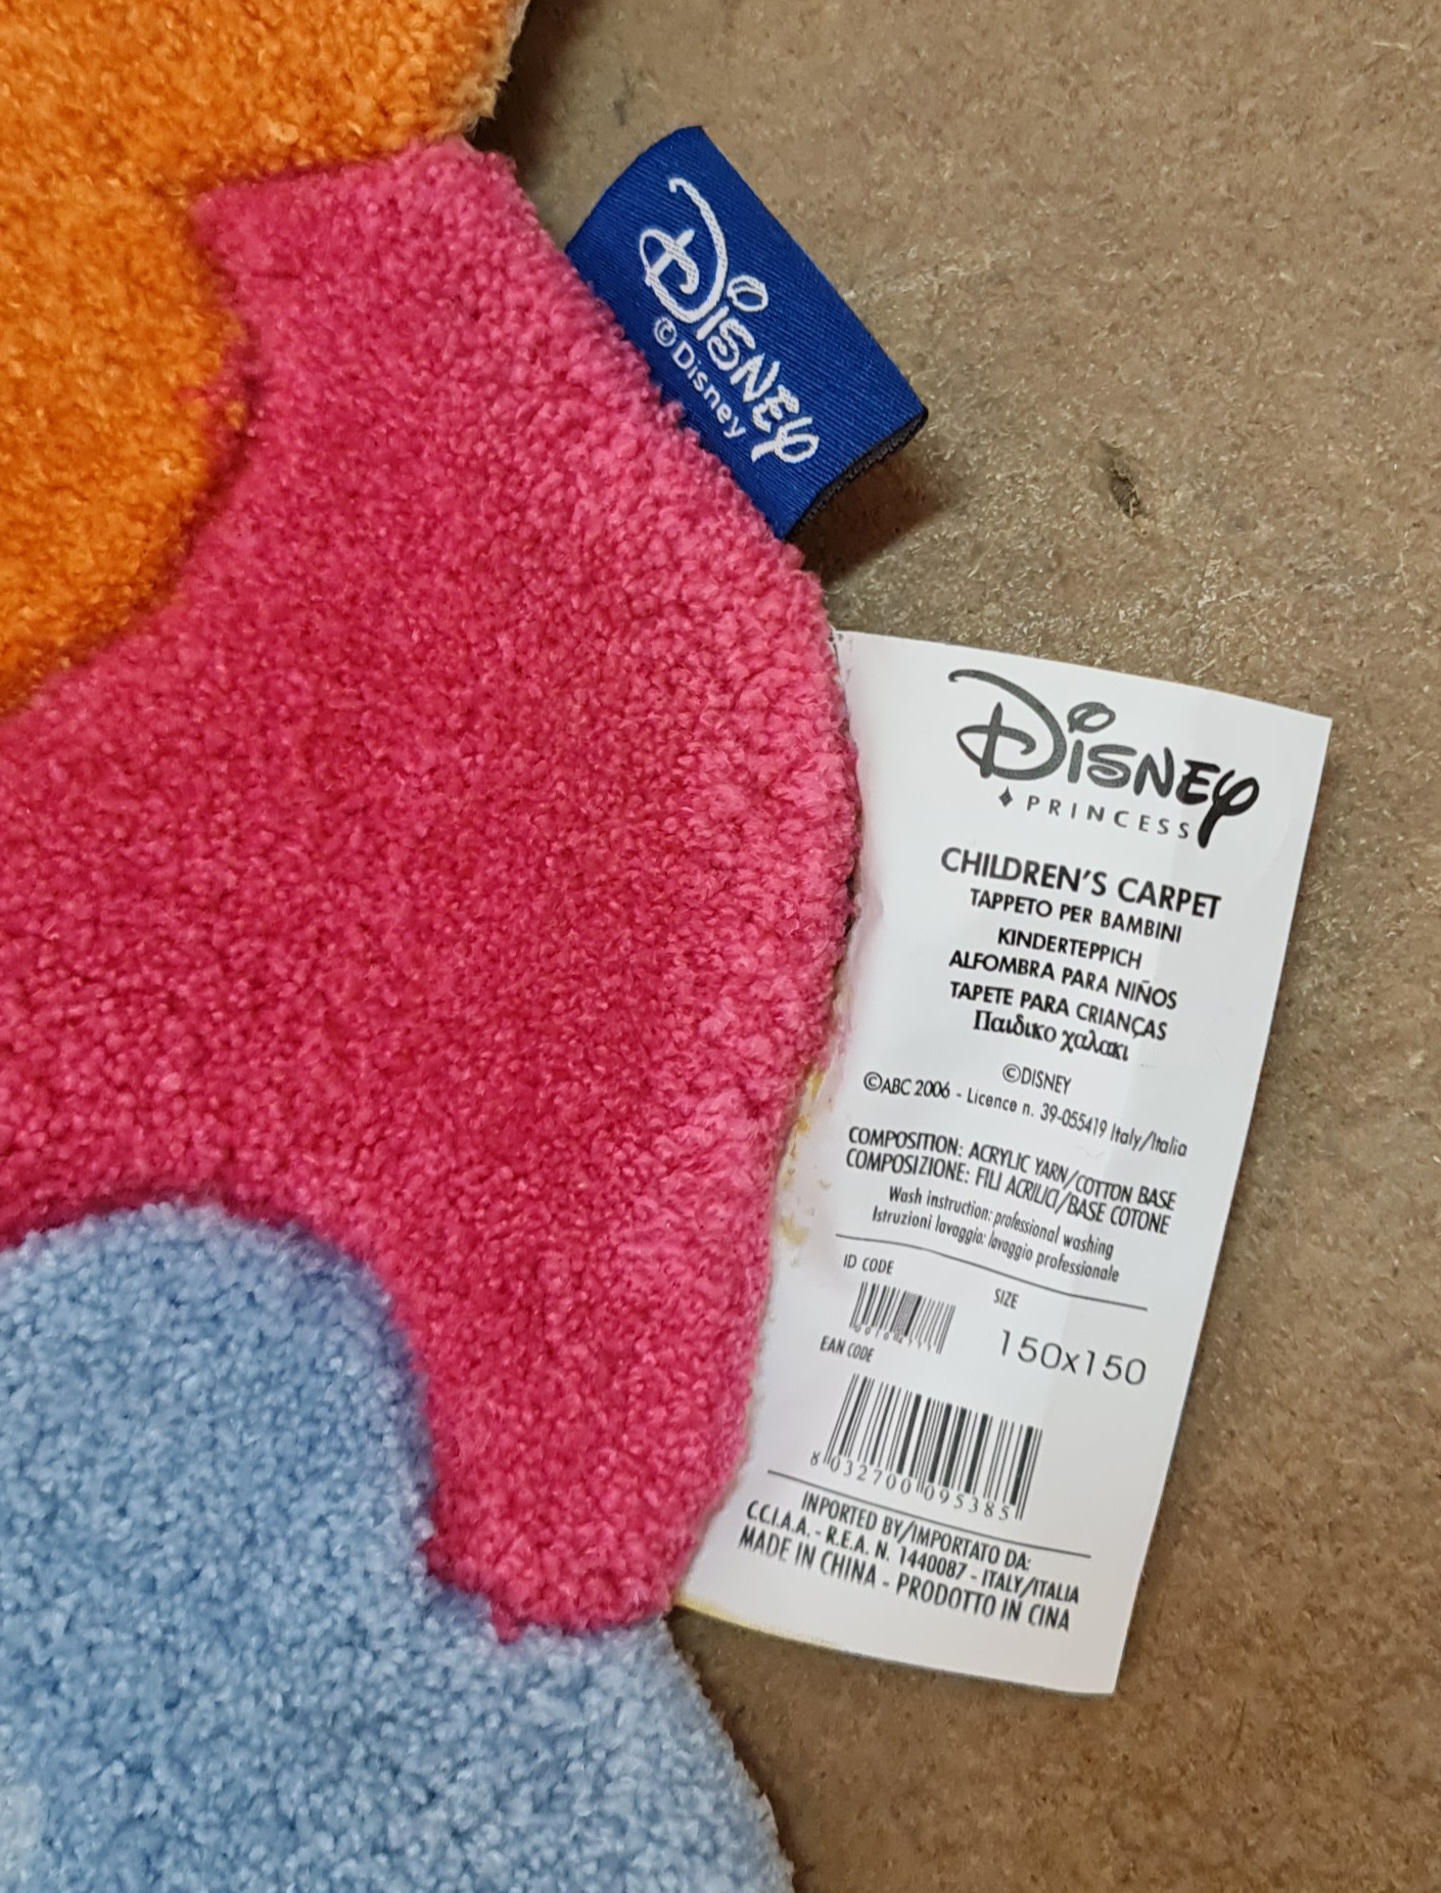 Disney
©Disney
Disney
PRINCESS
CHILDREN'S CARPET
TAPPETO PER BAMBINI
KINDERTEPPICH
ALFOMBRA PARA NIÑOS
TAPETE PARA CRIANÇAS
Παιδικο χαλακι
©DISNEY
©ABC 2006 - Licence n. 39-055419 Italy/Italia
COMPOSITION: ACRYLIC YARN/COTTON BASE
COMPOSIZIONE: FILI ACRILICI/BASE COTONE
Wash instruction: professional washing
Istruzioni lavaggio: lavaggio professionale
ID CODE
SIZE
150x150
EAN CODE
8 032700 095385
INPORTED BY/IMPORTATO DA:
C.C.I.A.A. - R.E.A. N. 1440087 - ITALY/ITALIA
MADE IN CHINA - PRODOTTO IN CINA